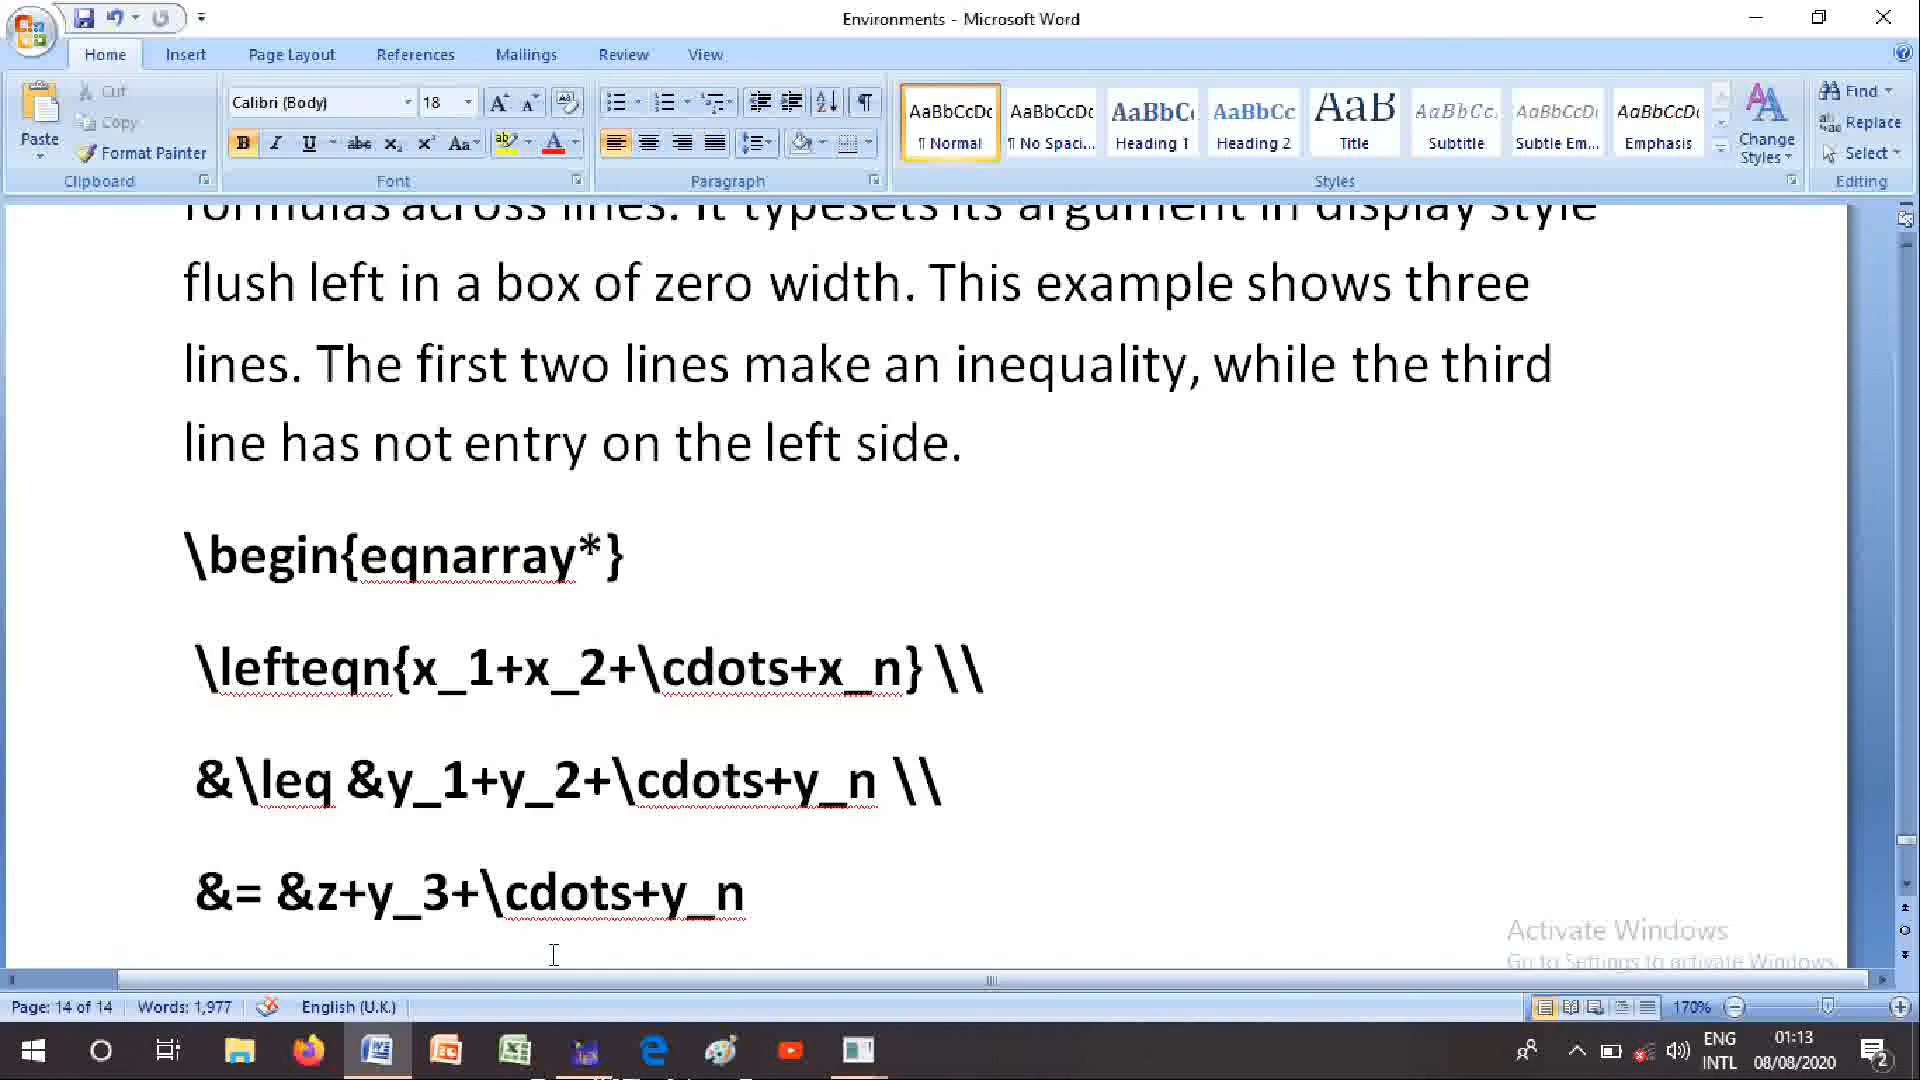 Environments - Microsoft Word
Home Insert Page Layout References Mailings Review View
Paste
Cut
Copy
Format Painter
Clipboard
Calibri (Body) 18
Font
Paragraph
AaBbCcDc AaBbCcDc AaBbC AaBbCc AaB AaBbCc. AaBbCcDc AaBbCcDc
¶ Normal ¶ No Spaci... Heading 1 Heading 2 Title Subtitle Subtle Em... Emphasis
Change Styles
Styles
Find
Replace
Select
Editing
formulas across lines. It typesets its argument in display style
flush left in a box of zero width. This example shows three
lines. The first two lines make an inequality, while the third
line has not entry on the left side.
\begin{eqnarray*}
\lefteqn{x_1+x_2+\cdots+x_n} \\
&\leq &y_1+y_2+\cdots+y_n \\
&= &z+y_3+\cdots+y_n
Activate Windows
Go to Settings to activate Windows.
Page: 14 of 14 Words: 1,977 English (U.K.) 170%
ENG 01:13
INTL 08/08/2020
2